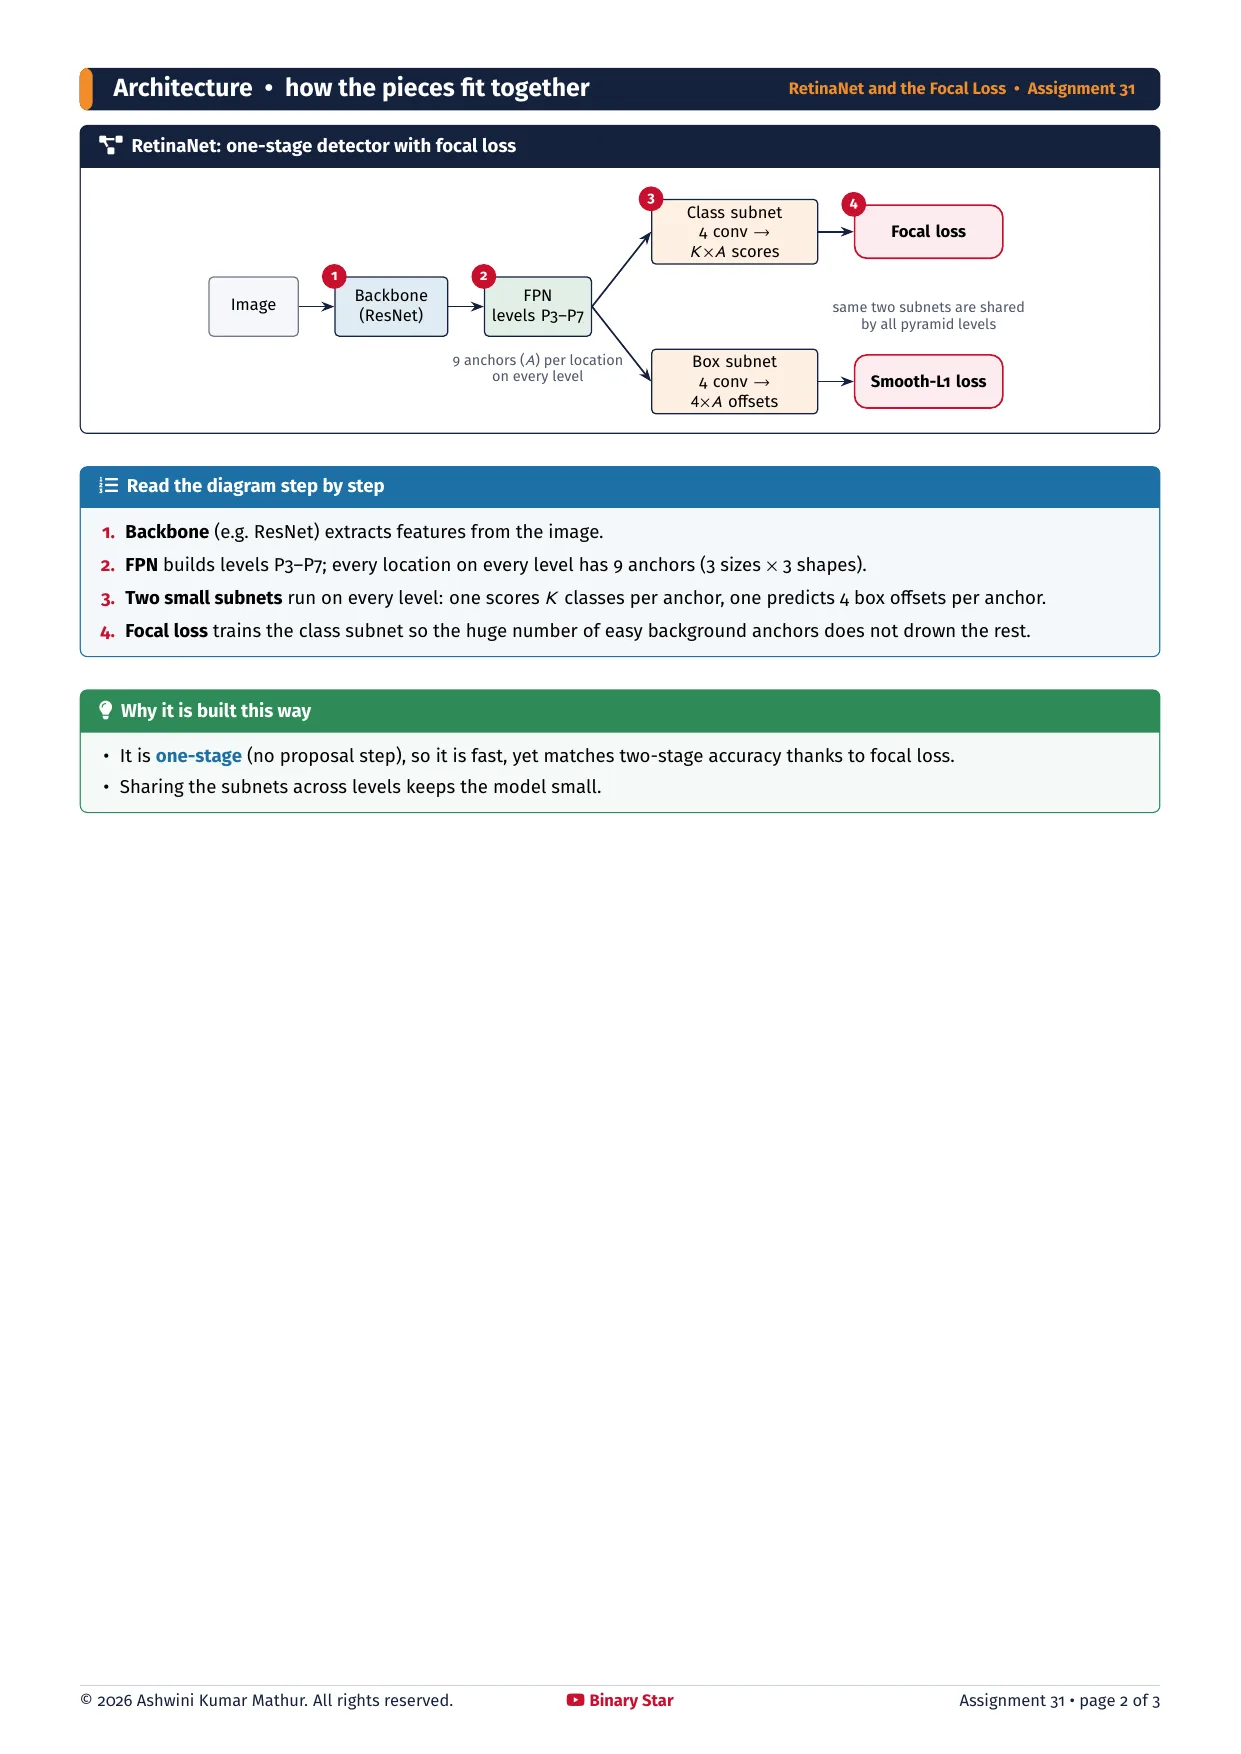 Architecture • how the pieces fit together
RetinaNet and the Focal Loss • Assignment 31
RetinaNet: one-stage detector with focal loss
Image
1
Backbone
(ResNet)
2
FPN
levels P3–P7
9 anchors (A) per location
on every level
3
Class subnet
4 conv →
K×A scores
4
Focal loss
same two subnets are shared
by all pyramid levels
Box subnet
4 conv →
4×A offsets
Smooth-L1 loss
Read the diagram step by step
1. Backbone (e.g. ResNet) extracts features from the image.
2. FPN builds levels P3–P7; every location on every level has 9 anchors (3 sizes × 3 shapes).
3. Two small subnets run on every level: one scores K classes per anchor, one predicts 4 box offsets per anchor.
4. Focal loss trains the class subnet so the huge number of easy background anchors does not drown the rest.
Why it is built this way
• It is one-stage (no proposal step), so it is fast, yet matches two-stage accuracy thanks to focal loss.
• Sharing the subnets across levels keeps the model small.
© 2026 Ashwini Kumar Mathur. All rights reserved.
Binary Star
Assignment 31 • page 2 of 3